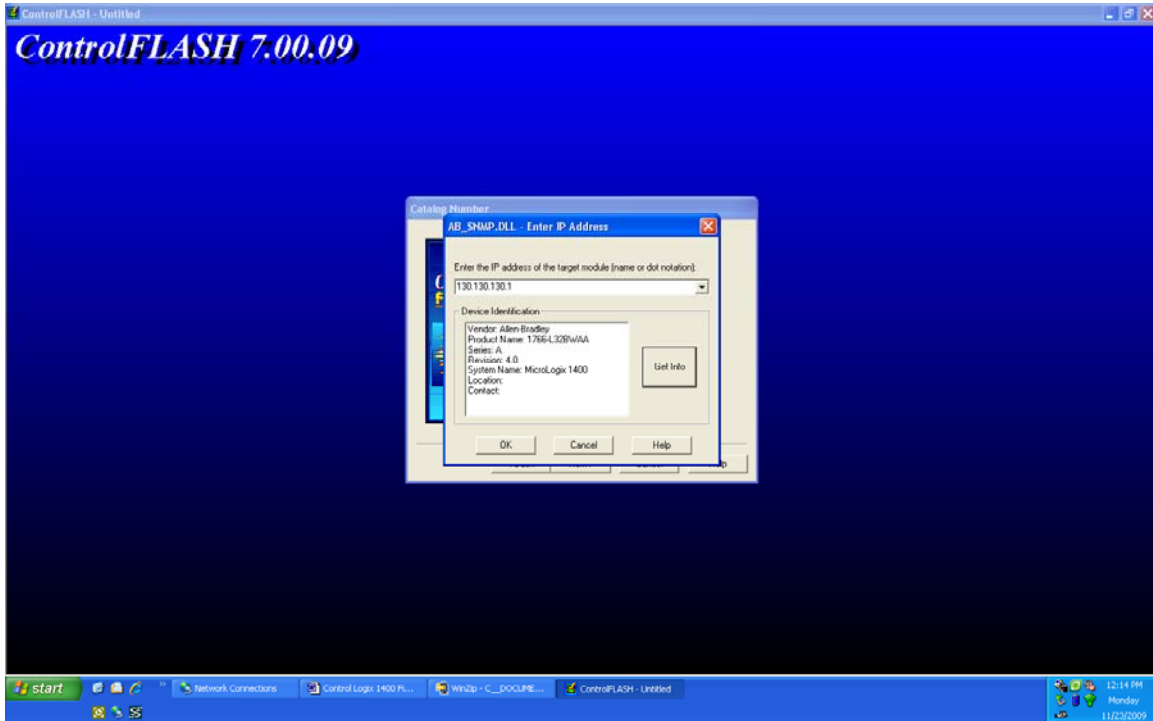 ControlFLASH - Untitled
ControlFLASH 7.00.09
Catalog Number
AB_SNMP.DLL - Enter IP Address
Enter the IP address of the target module (name or dot notation):
130.130.130.1
Device Identification
Vendor: Allen-Bradley
Product Name: 1766-L32BWAA
Series: A
Revision: 4.0
System Name: MicroLogix 1400
Location:
Contact:
Get Info
OK Cancel Help
start
Network Connections
Control Logix 1400 Fi...
WinZip - C__DOCUME...
ControlFLASH - Untitled
12:14 PM
Monday
11/23/2009